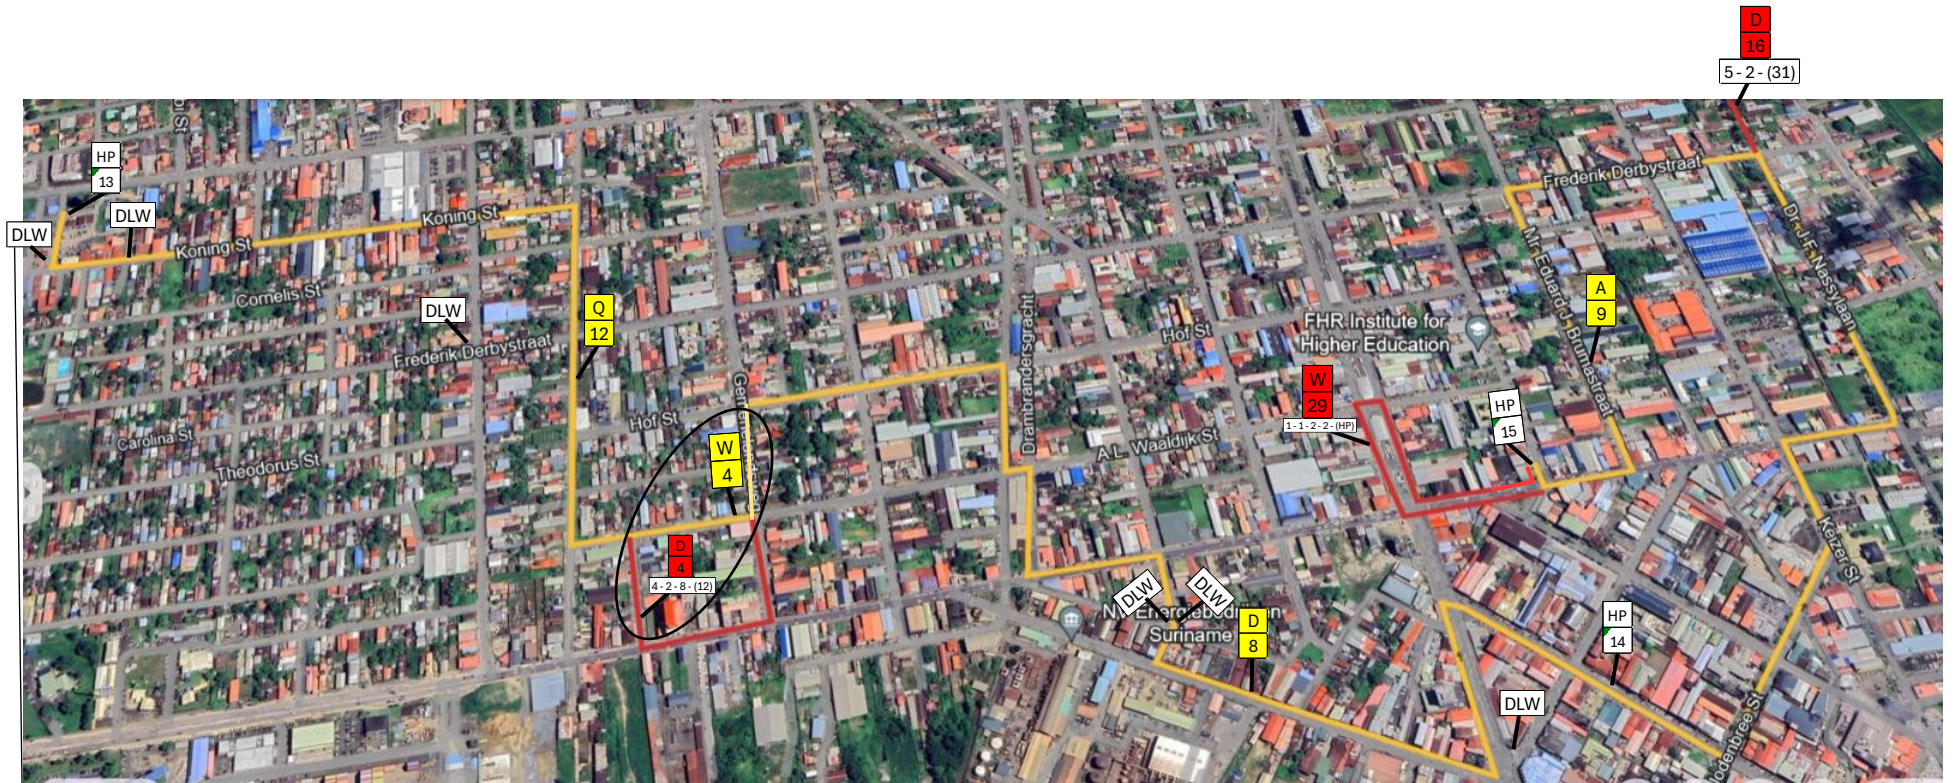 D
16
5 - 2 - (31)
HP
13
DLW
DLW
Koning St
Koning St
Cornelis St
DLW
Frederik Derbystraat
Q
12
Carolina St
Theodorus St
Hof St
W
4
D
4
4 - 2 - 8 - (12)
Drambrandersgracht
Hof St
A.L. Waaldijk St
FHR Institute for
Higher Education
W
29
1 - 1 - 2 - 2 - (HP)
HP
15
A
9
Frederik Derbystraat
Mr. Eduard J. Brumastraat
Dr. J.F. Nassylaan
Keizer St
DLW
DLW
Suriname
D
8
HP
14
DLW